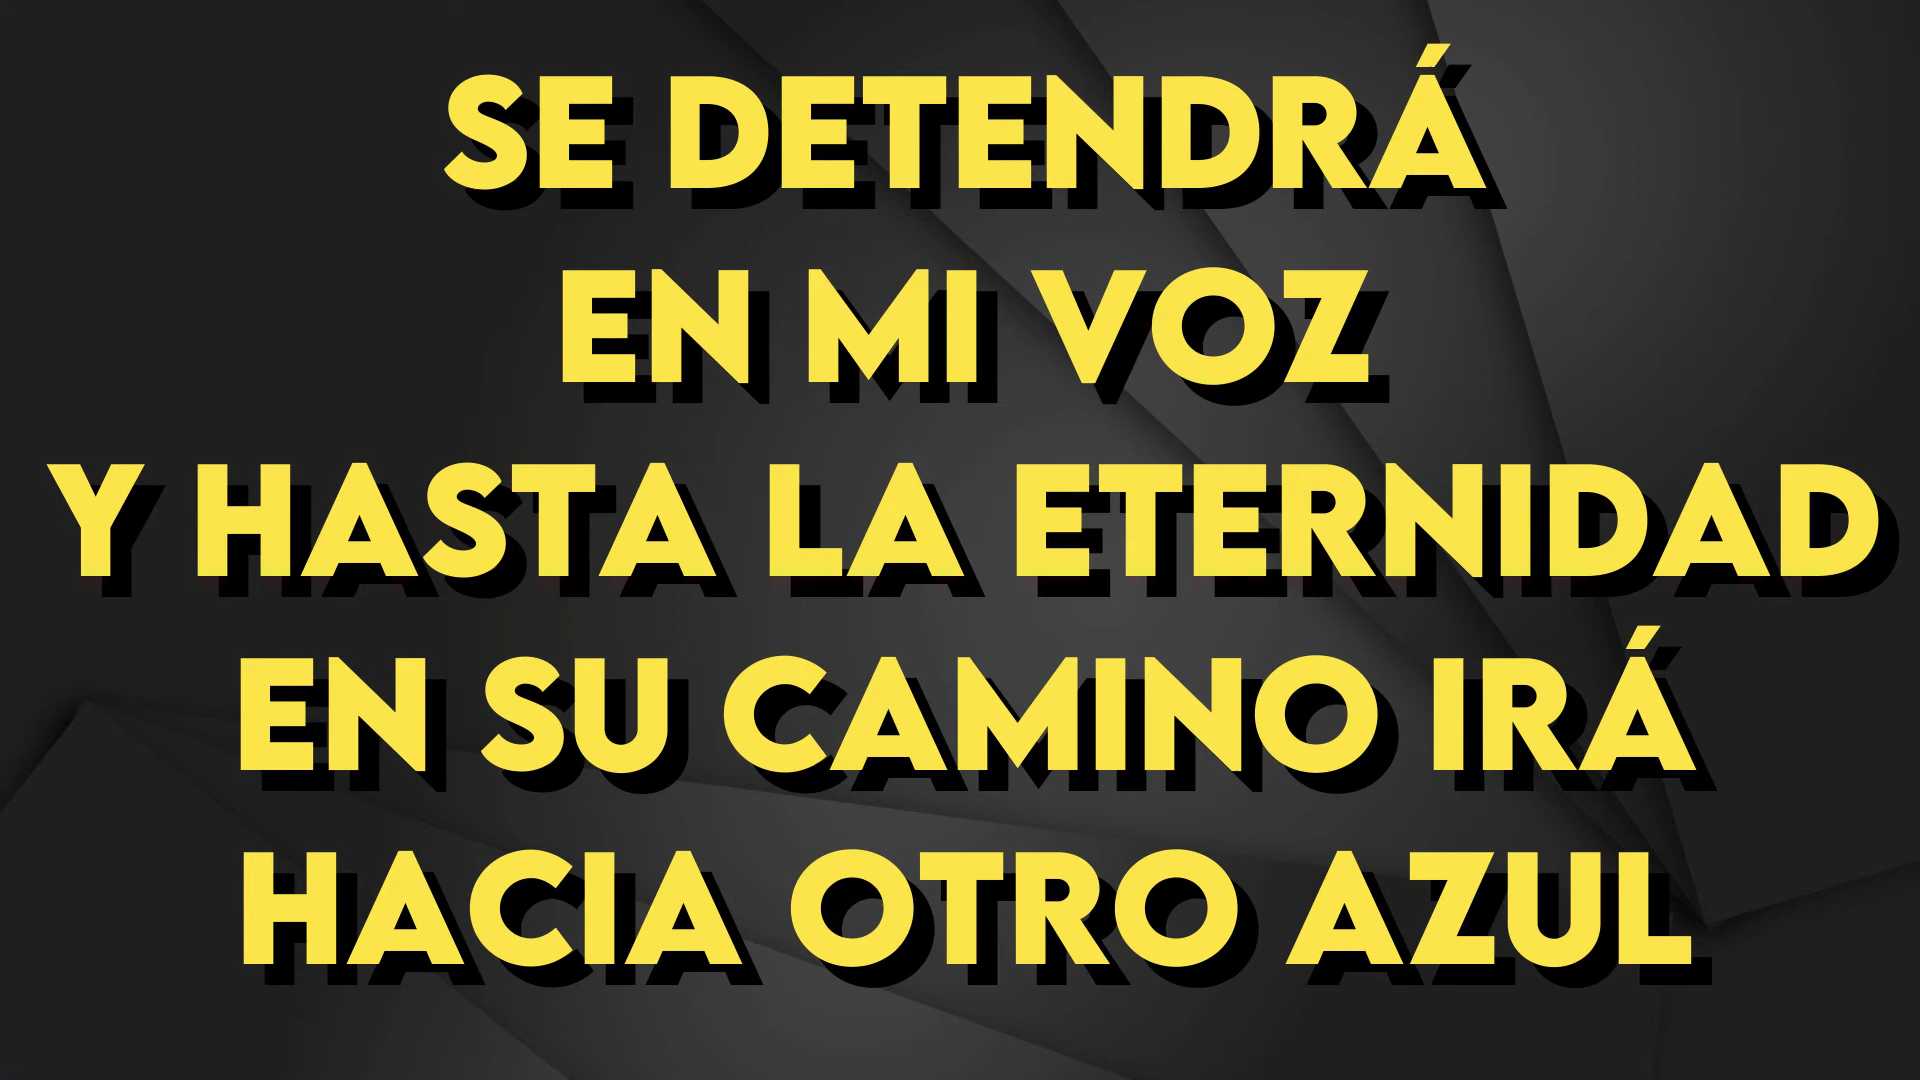 SE DETENDRÁ
EN MI VOZ
Y HASTA LA ETERNIDAD
EN SU CAMINO IRÁ
HACIA OTRO AZUL